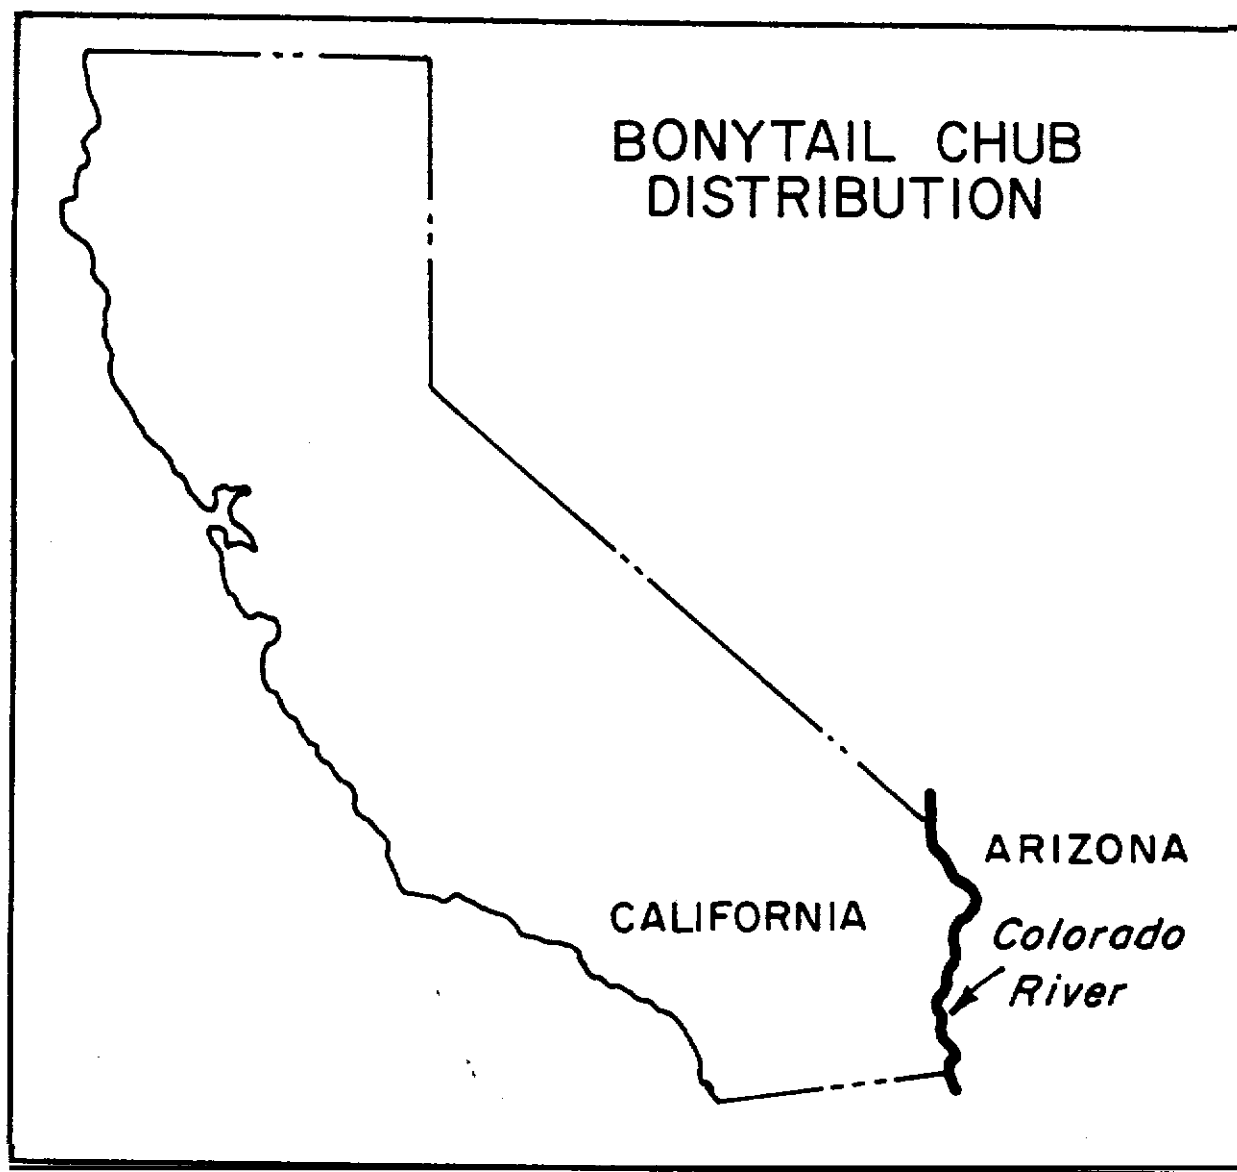 BONYTAIL CHUB
DISTRIBUTION
ARIZONA
CALIFORNIA
Colorado
River